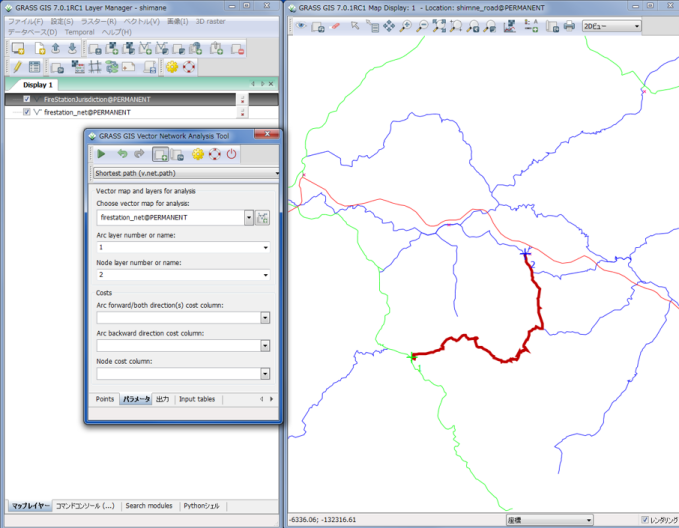 GRASS GIS 7.0.1RC1 Layer Manager - shimane
ファイル(F) 設定(S) ラスター(R) ベクトル(V) 画像(I) 3D raster
データベース(D) Temporal ヘルプ(H)
Display 1
FireStationJurisdiction@PERMANENT
firestation_net@PERMANENT
GRASS GIS Vector Network Analysis Tool
Shortest path (v.net.path)
Vector map and layers for analysis
Choose vector map for analysis:
firestation_net@PERMANENT
Arc layer number or name:
1
Node layer number or name:
2
Costs
Arc forward/both direction(s) cost column:
Arc backward direction cost column:
Node cost column:
Points パラメータ 出力 Input tables
マップレイヤー コマンドコンソール (...) Search modules Pythonシェル
GRASS GIS 7.0.1RC1 Map Display: 1 - Location: shimne_road@PERMANENT
2Dビュー
2
1
-6336.06; -132316.61
座標
レンダリング